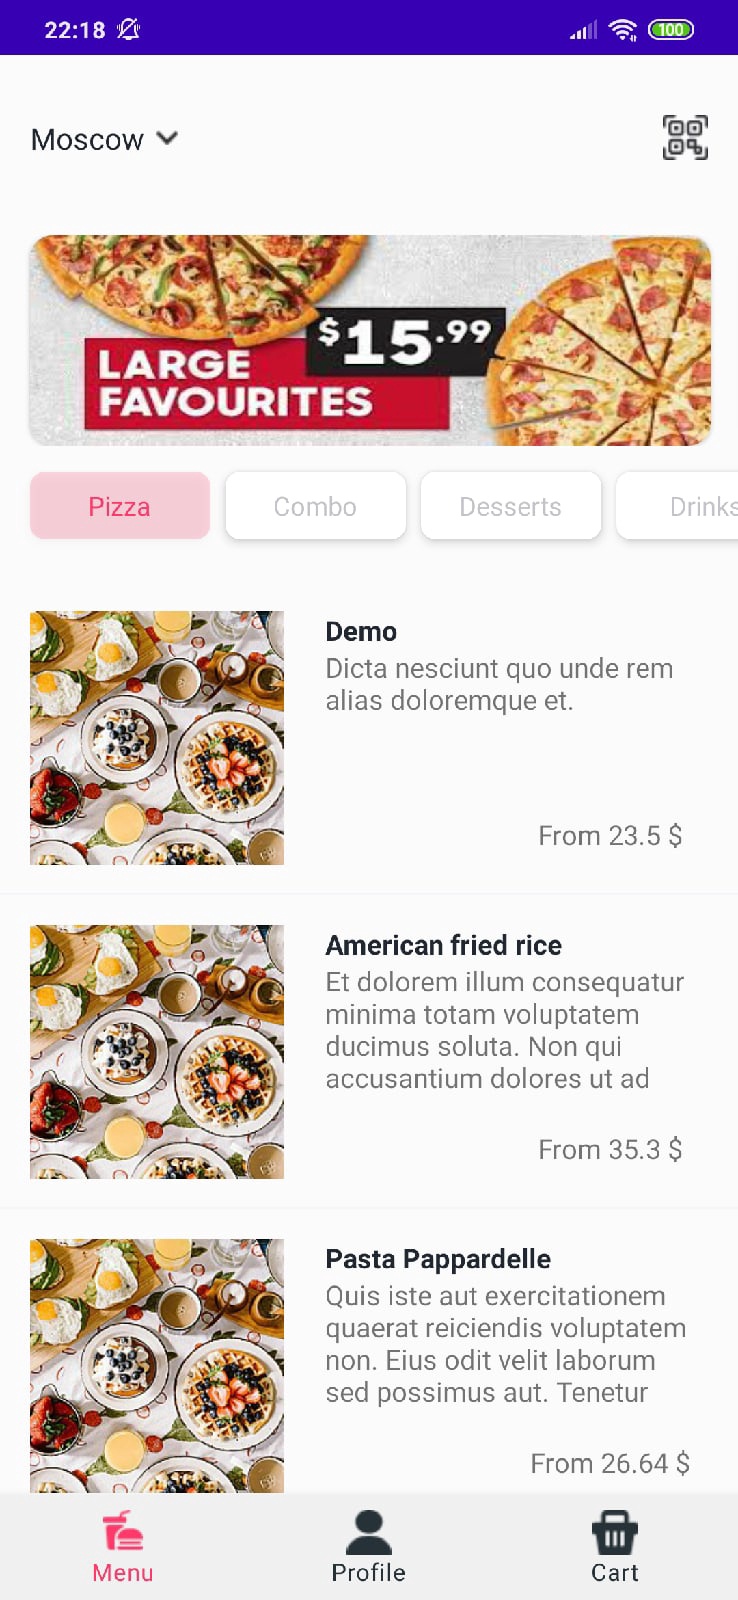 22:18
100
Moscow
$15.99
LARGE
FAVOURITES
Pizza
Combo
Desserts
Drinks
Demo
Dicta nesciunt quo unde rem
alias doloremque et.
From 23.5 $
American fried rice
Et dolorem illum consequatur
minima totam voluptatem
ducimus soluta. Non qui
accusantium dolores ut ad
From 35.3 $
Pasta Pappardelle
Quis iste aut exercitationem
quaerat reiciendis voluptatem
non. Eius odit velit laborum
sed possimus aut. Tenetur
From 26.64 $
Menu
Profile
Cart